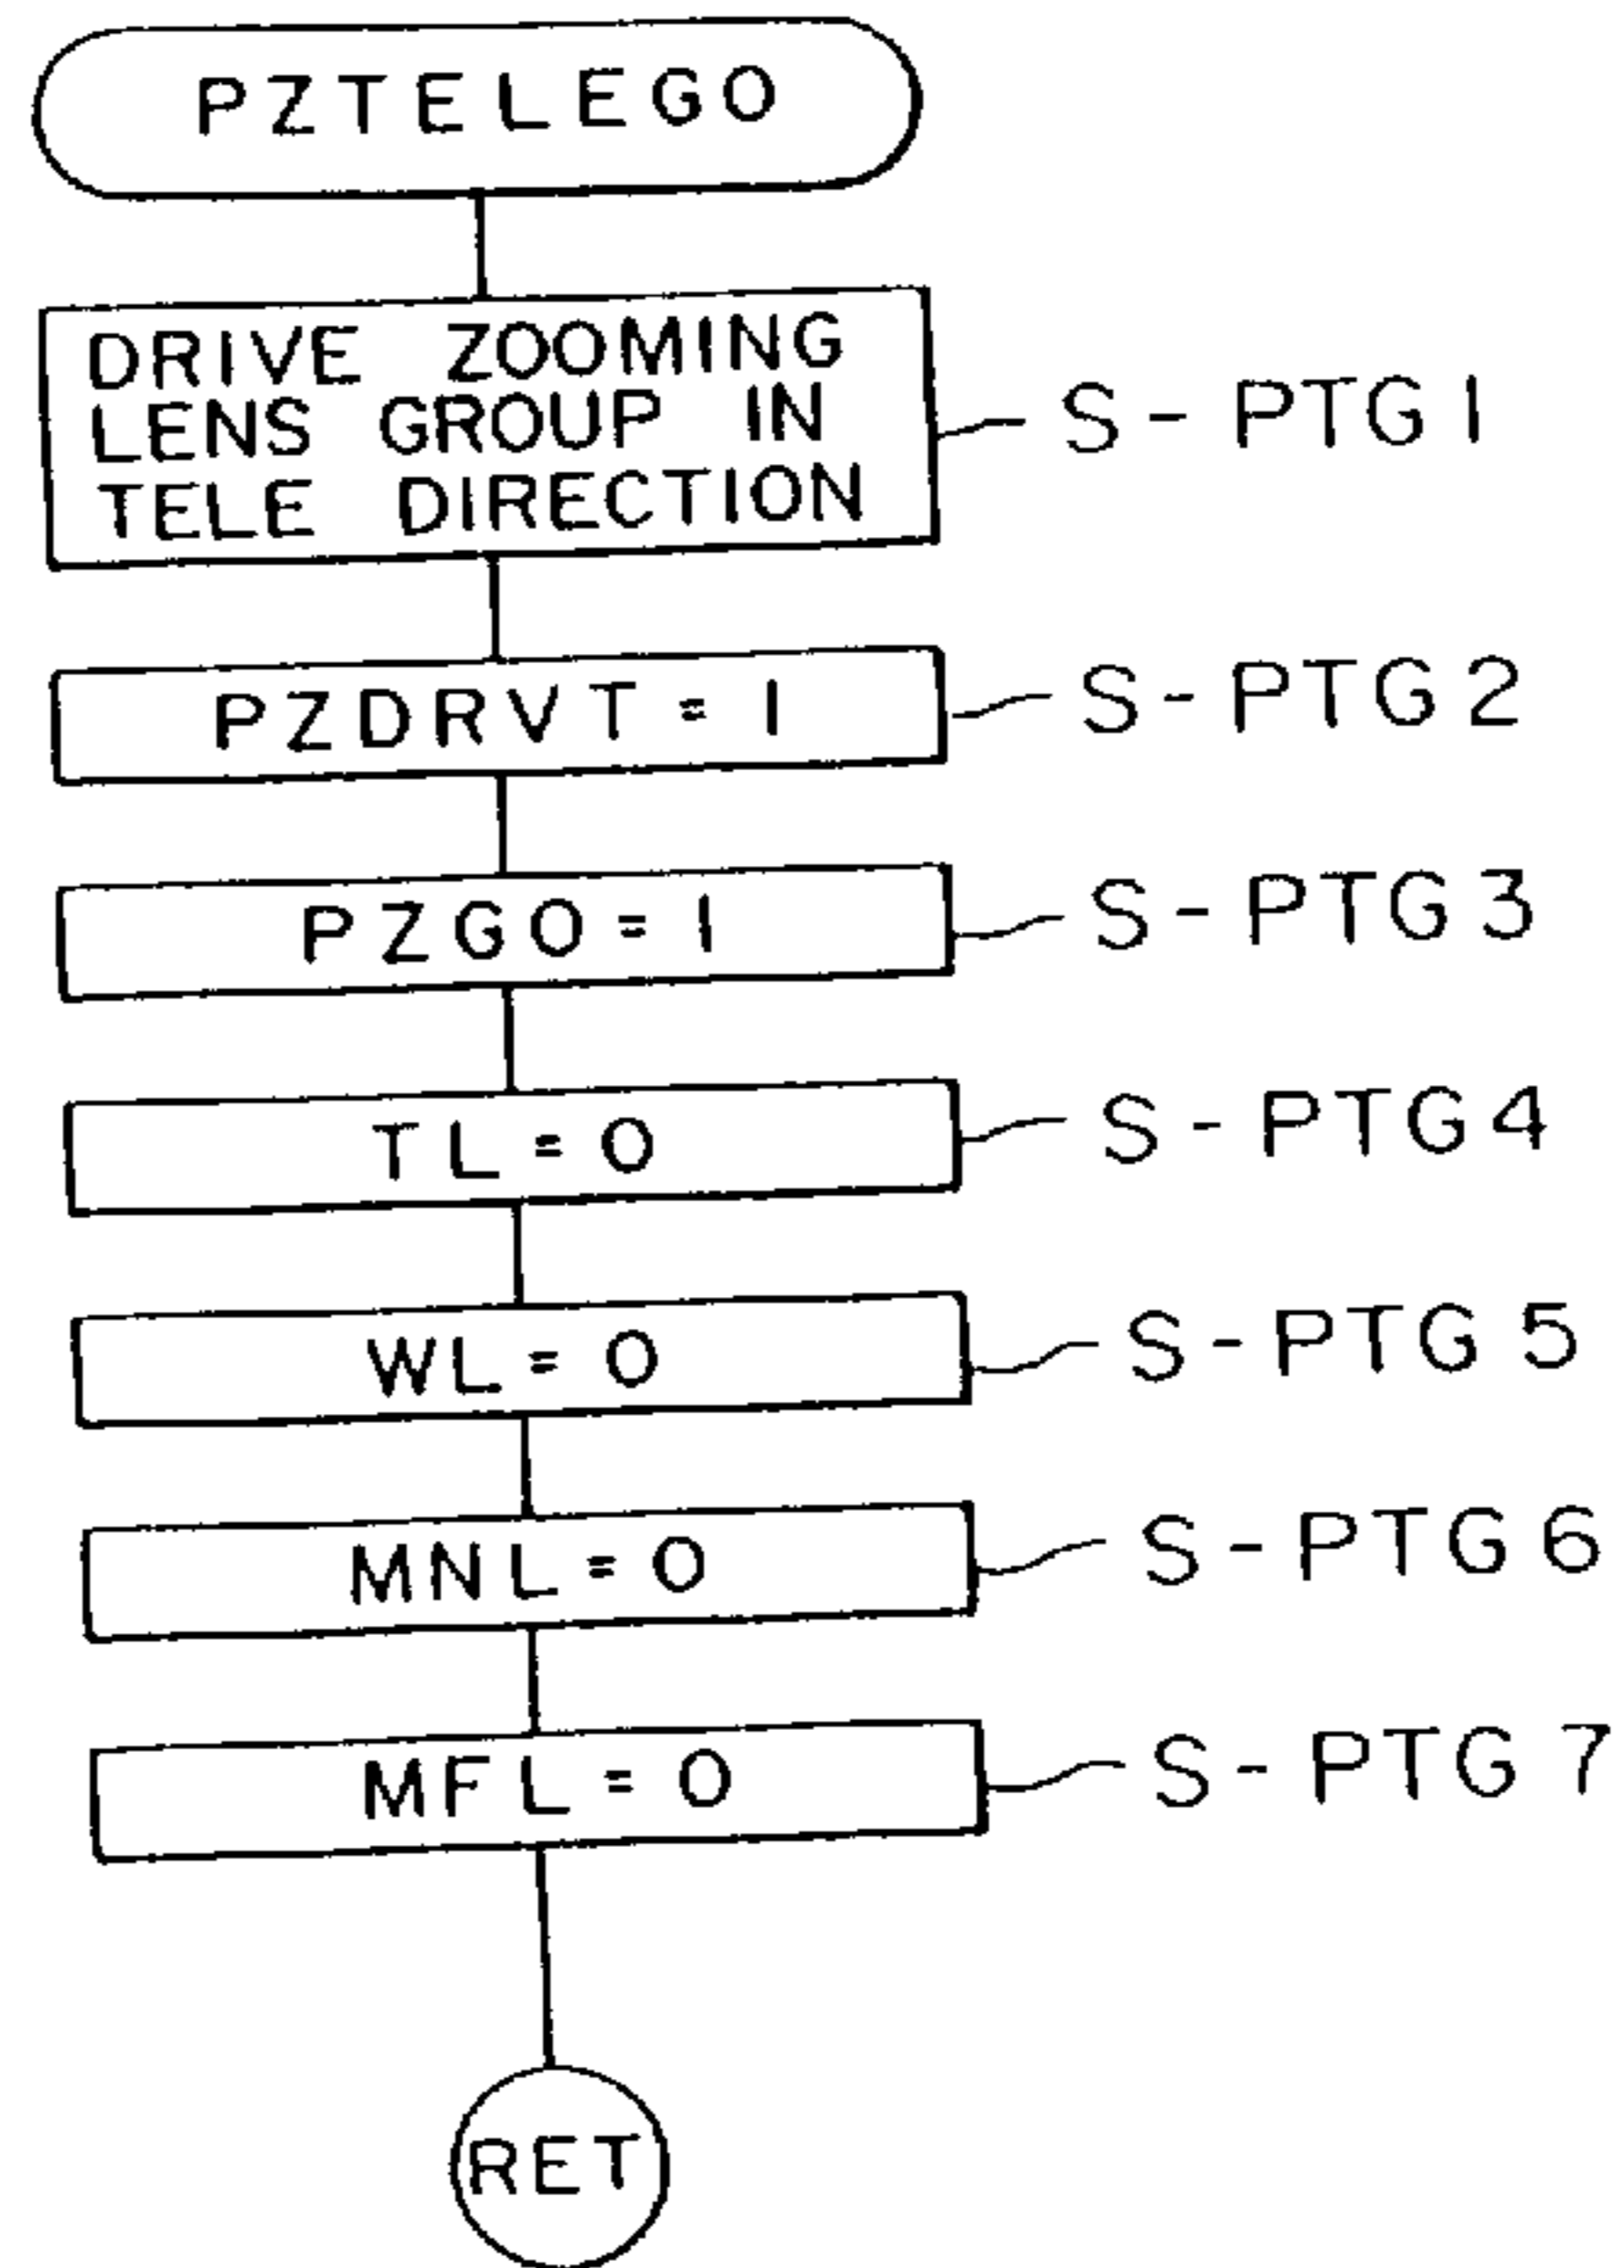 PZTELEGO
DRIVE ZOOMING
LENS GROUP IN
TELE DIRECTION
S-PTG1
PZDRVT=1
S-PTG2
PZGO=1
S-PTG3
TL=0
S-PTG4
WL=0
S-PTG5
MNL=0
S-PTG6
MFL=0
S-PTG7
RET